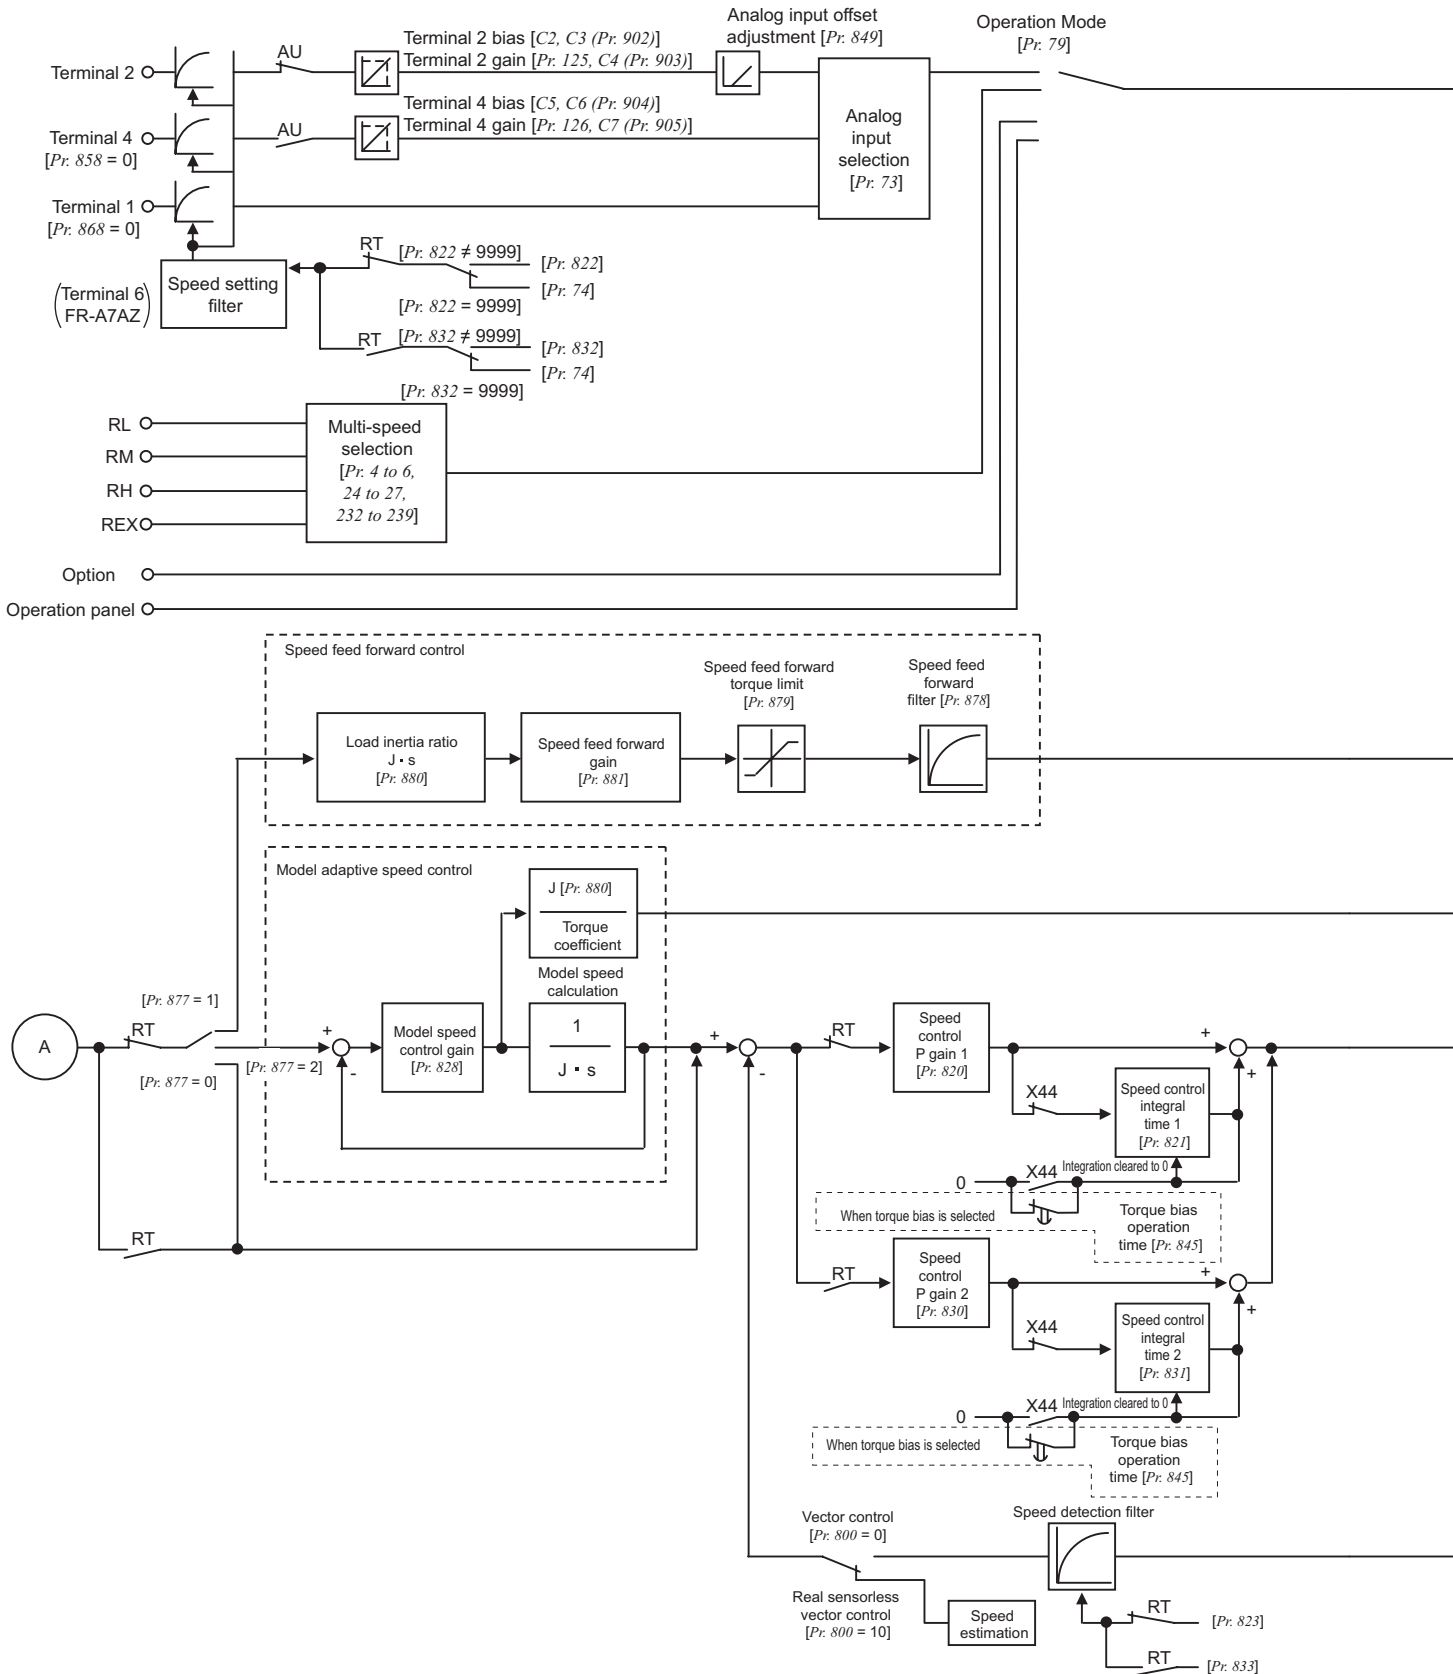 Analog input offset
adjustment [Pr. 849]
Operation Mode
[Pr. 79]
Terminal 2
AU
Terminal 2 bias [C2, C3 (Pr. 902)]
Terminal 2 gain [Pr. 125, C4 (Pr. 903)]
Terminal 4
[Pr. 858 = 0]
AU
Terminal 4 bias [C5, C6 (Pr. 904)]
Terminal 4 gain [Pr. 126, C7 (Pr. 905)]
Analog
input
selection
[Pr. 73]
Terminal 1
[Pr. 868 = 0]
(Terminal 6
FR-A7AZ)
Speed setting
filter
RT
[Pr. 822 ≠ 9999]
[Pr. 822]
[Pr. 74]
[Pr. 822 = 9999]
RT
[Pr. 832 ≠ 9999]
[Pr. 832]
[Pr. 74]
[Pr. 832 = 9999]
RL
RM
RH
REX
Multi-speed
selection
[Pr. 4 to 6,
24 to 27,
232 to 239]
Option
Operation panel
Speed feed forward control
Load inertia ratio
J · s
[Pr. 880]
Speed feed forward
gain
[Pr. 881]
Speed feed forward
torque limit
[Pr. 879]
Speed feed
forward
filter [Pr. 878]
Model adaptive speed control
J [Pr. 880]
Torque
coefficient
Model speed
calculation
1
J · s
A
RT
[Pr. 877 = 1]
[Pr. 877 = 2]
[Pr. 877 = 0]
+
-
Model speed
control gain
[Pr. 828]
RT
+
-
RT
Speed
control
P gain 1
[Pr. 820]
+
+
X44
Speed control
integral
time 1
[Pr. 821]
0
X44
Integration cleared to 0
When torque bias is selected
Torque bias
operation
time [Pr. 845]
RT
Speed
control
P gain 2
[Pr. 830]
+
+
X44
Speed control
integral
time 2
[Pr. 831]
0
X44
Integration cleared to 0
When torque bias is selected
Torque bias
operation
time [Pr. 845]
Vector control
[Pr. 800 = 0]
Real sensorless
vector control
[Pr. 800 = 10]
Speed
estimation
Speed detection filter
RT
[Pr. 823]
RT
[Pr. 833]